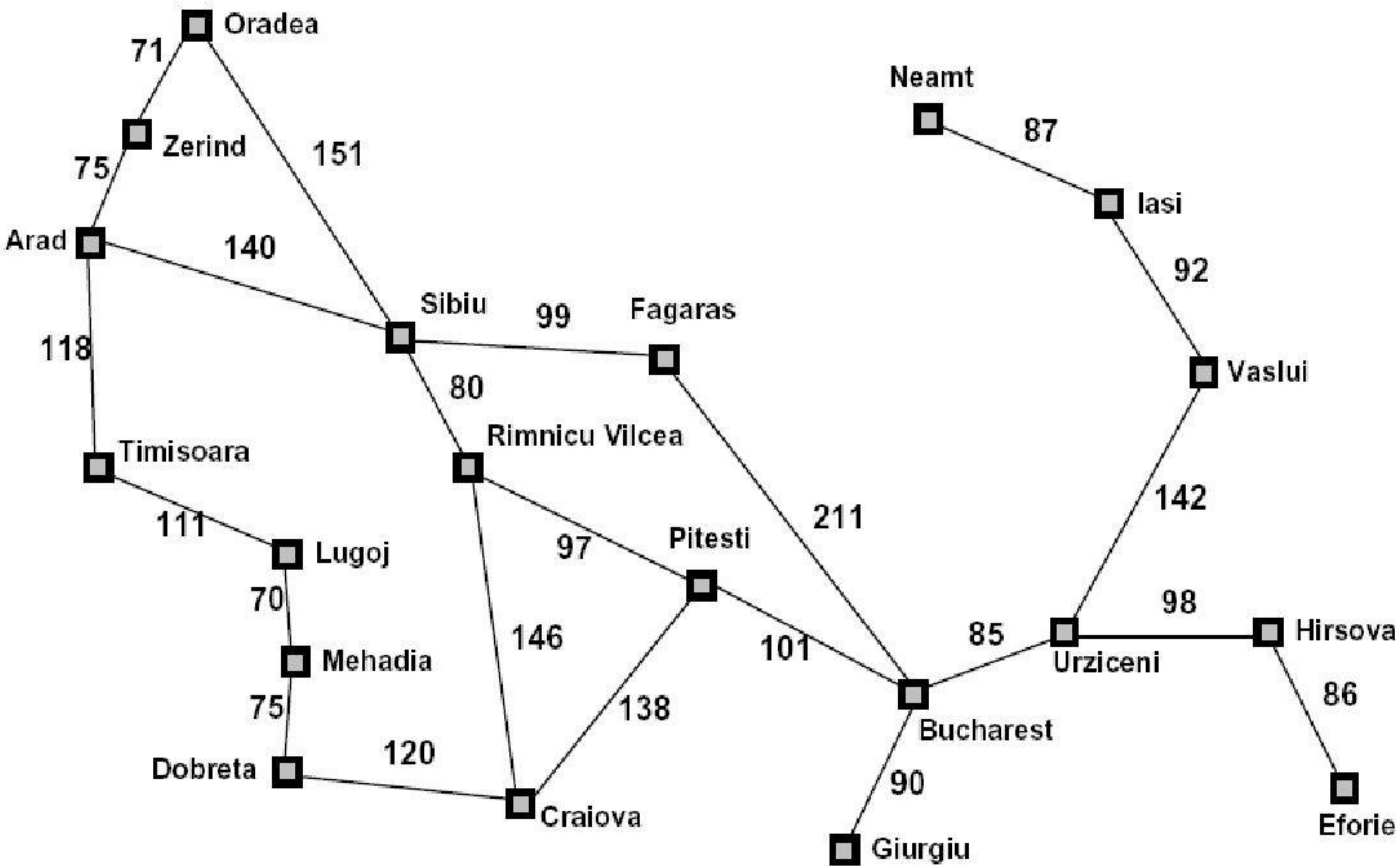 Oradea
71
Neamt
87
Zerind
151
75
Iasi
Arad
140
92
Sibiu
99
Fagaras
118
80
Vaslui
Rimnicu Vilcea
Timisoara
142
211
111
97
Pitesti
Lugoj
70
146
101
85
98
Hirsova
Mehadia
Urziceni
75
138
86
120
Bucharest
Dobreta
90
Craiova
Eforie
Giurgiu